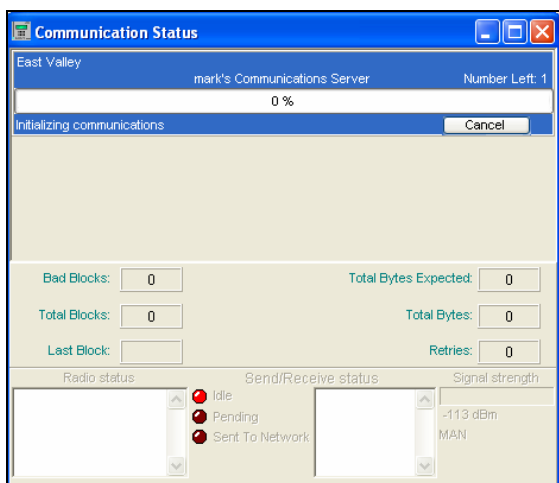 Communication Status
East Valley
mark's Communications Server Number Left: 1
0 %
Initializing communications Cancel
Bad Blocks: 0 Total Bytes Expected: 0
Total Blocks: 0 Total Bytes: 0
Last Block: Retries: 0
Radio status Send/Receive status Signal strength
Idle
Pending -113 dBm
Sent To Network MAN